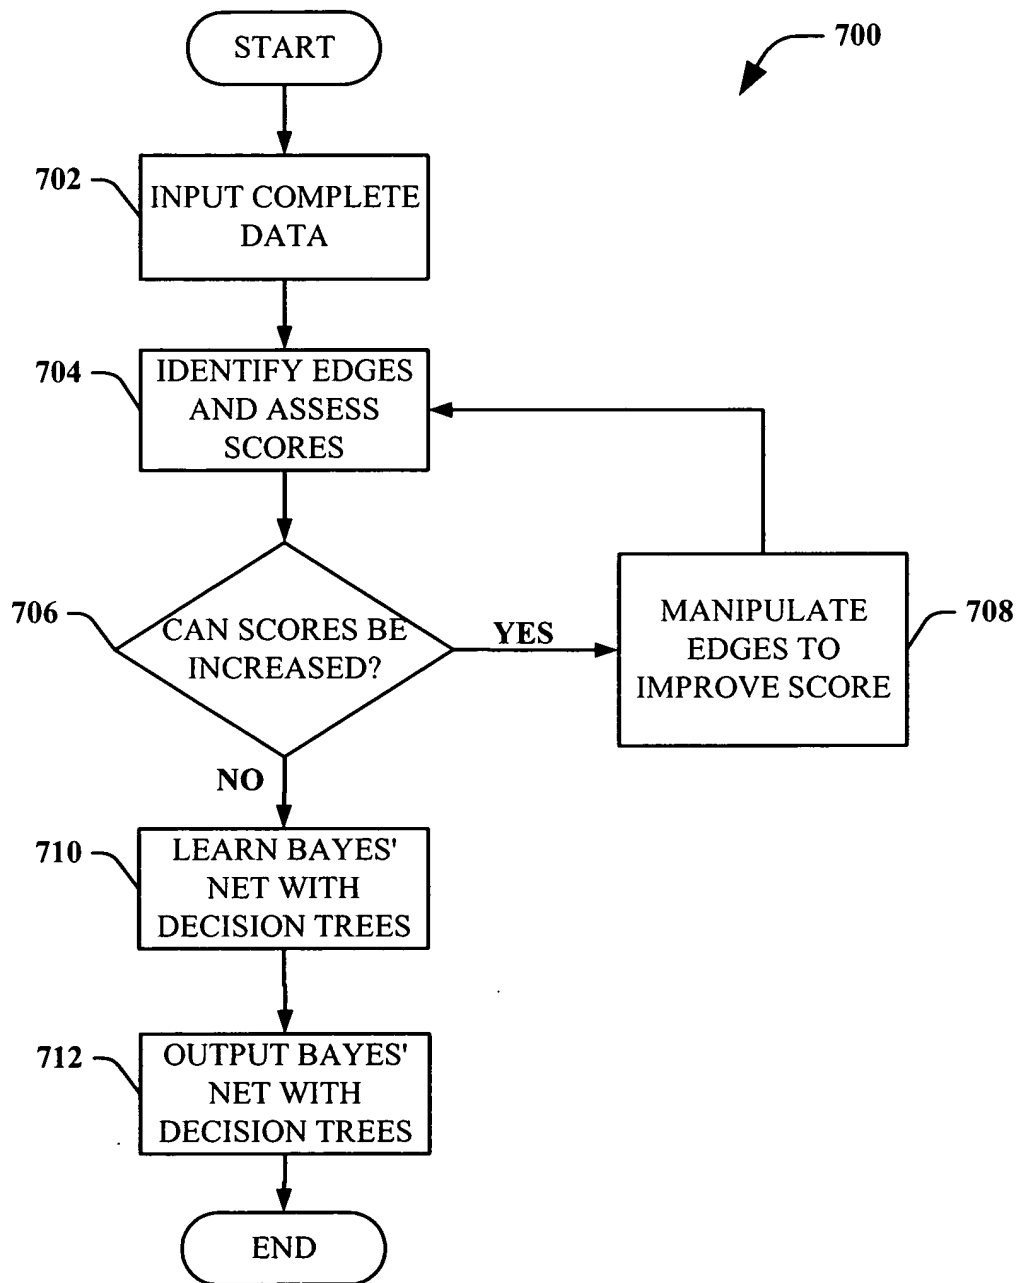 START
700
702
INPUT COMPLETE
DATA
704
IDENTIFY EDGES
AND ASSESS
SCORES
706
CAN SCORES BE
INCREASED?
YES
MANIPULATE
EDGES TO
IMPROVE SCORE
708
NO
710
LEARN BAYES'
NET WITH
DECISION TREES
712
OUTPUT BAYES'
NET WITH
DECISION TREES
END